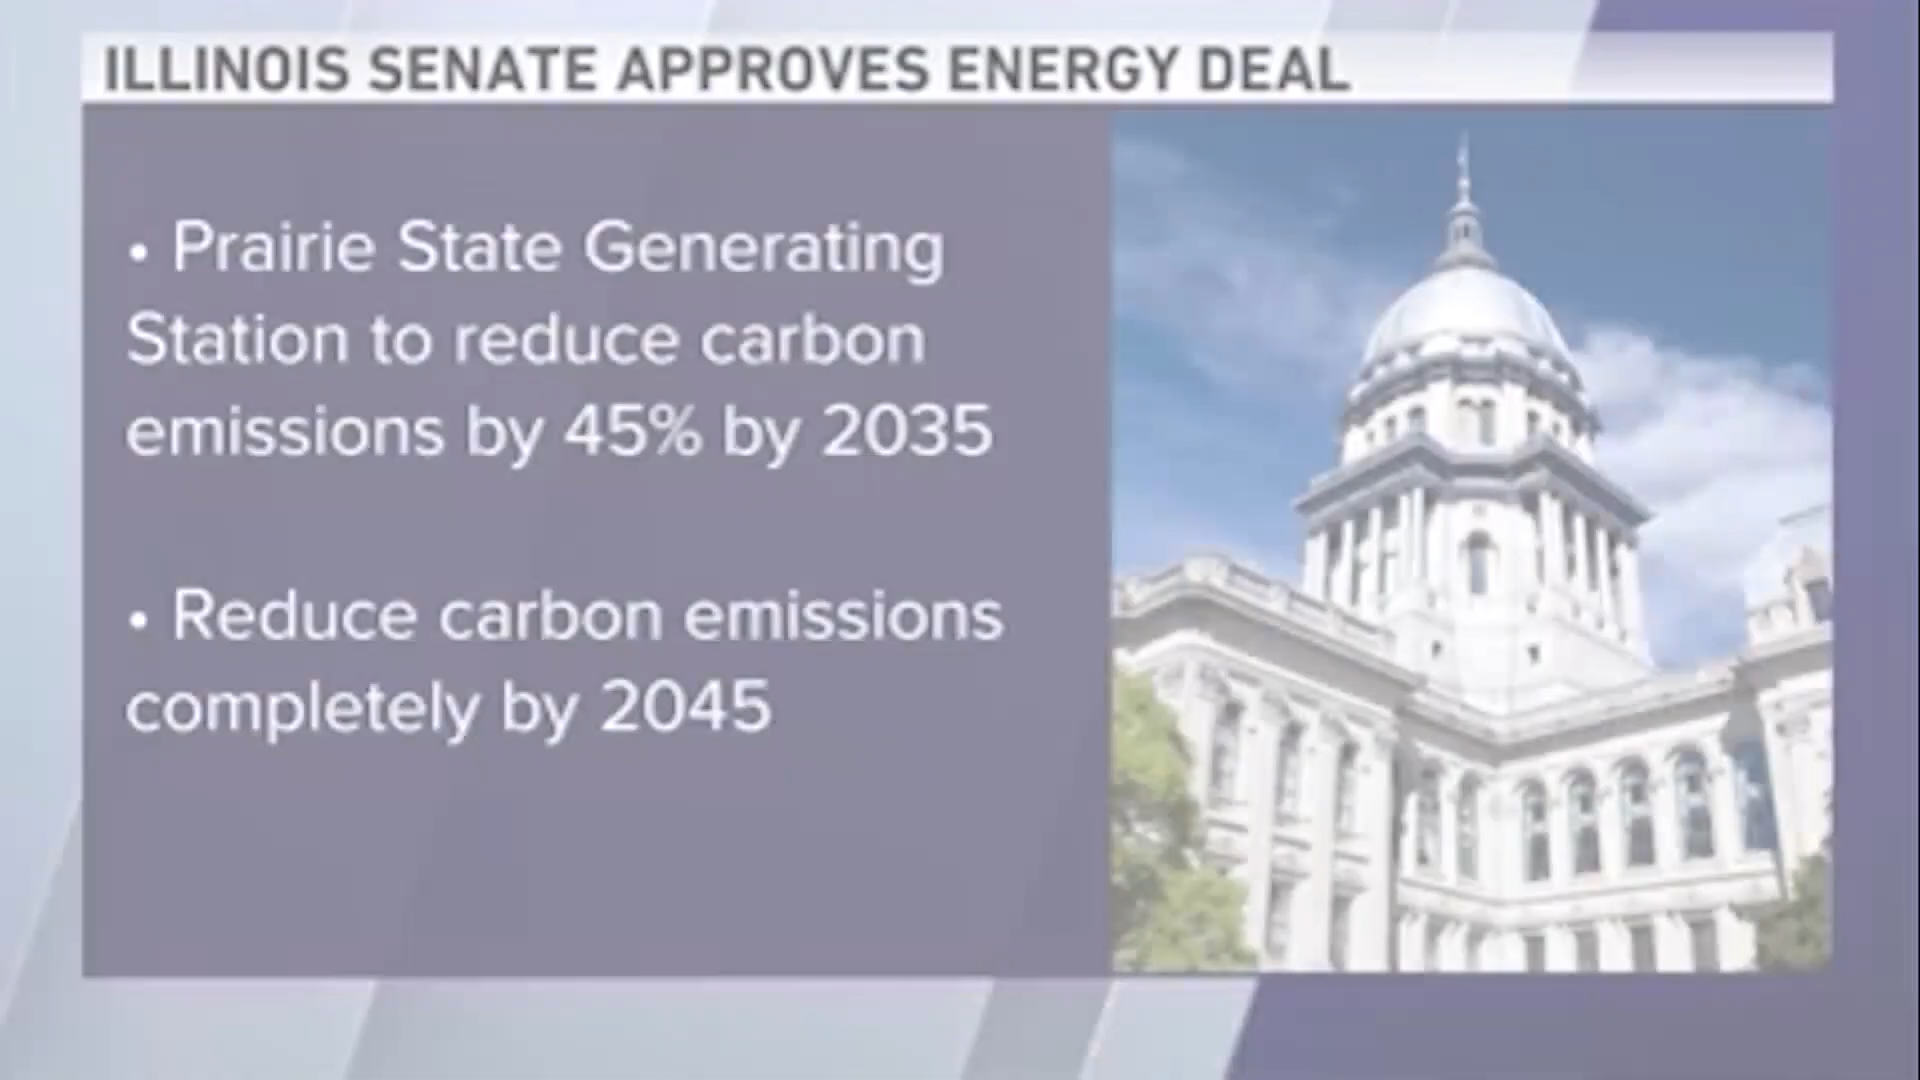 ILLINOIS SENATE APPROVES ENERGY DEAL
• Prairie State Generating
Station to reduce carbon
emissions by 45% by 2035
• Reduce carbon emissions
completely by 2045